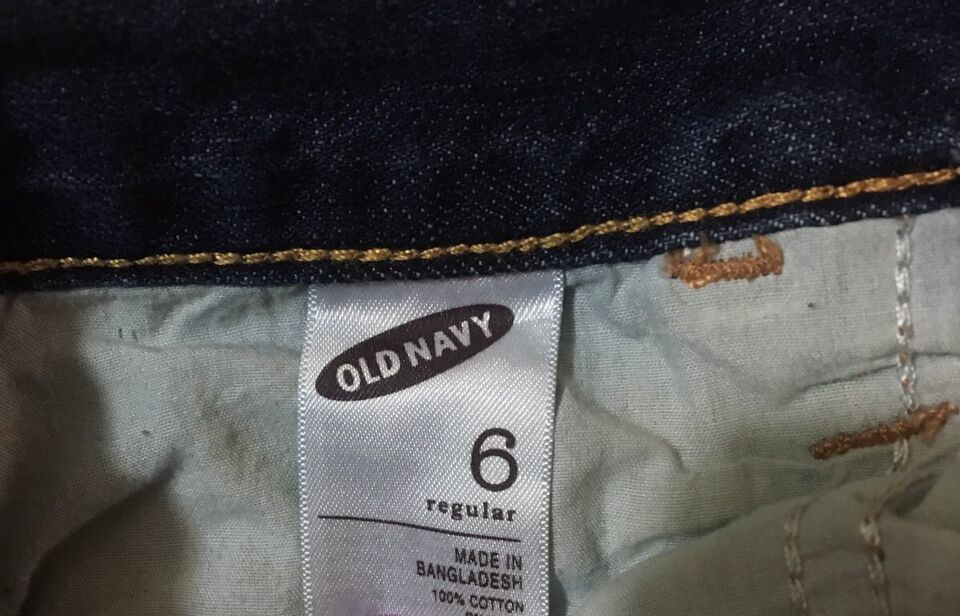 OLD NAVY
6
regular
MADE IN
BANGLADESH
100% COTTON